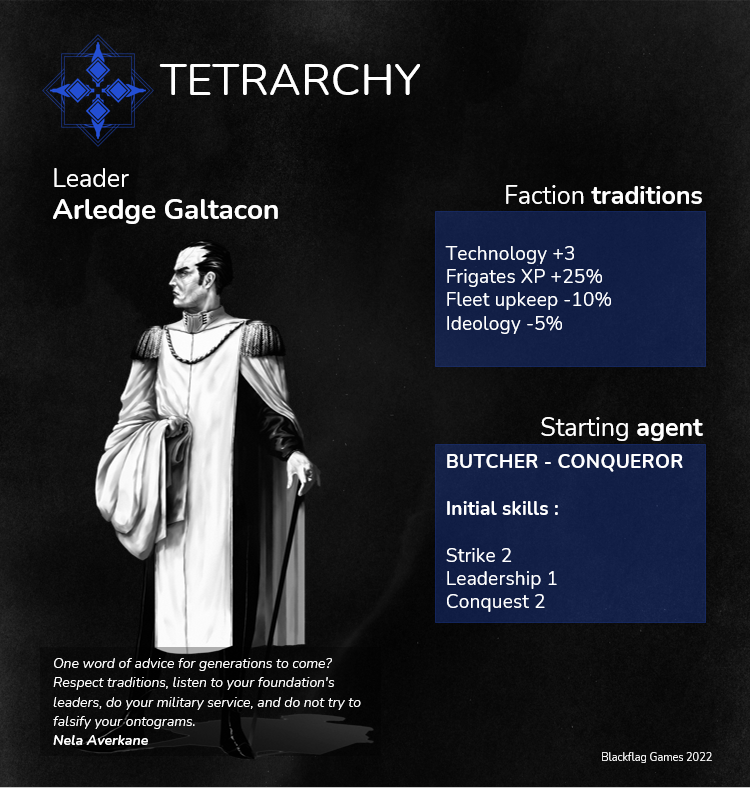 TETRARCHY
Leader
Arledge Galtacon
Faction traditions
Technology +3
Frigates XP +25%
Fleet upkeep -10%
Ideology -5%
Starting agent
BUTCHER - CONQUEROR
Initial skills :
Strike 2
Leadership 1
Conquest 2
One word of advice for generations to come?
Respect traditions, listen to your foundation's
leaders, do your military service, and do not try to
falsify your ontograms.
Nela Averkane
Blackflag Games 2022